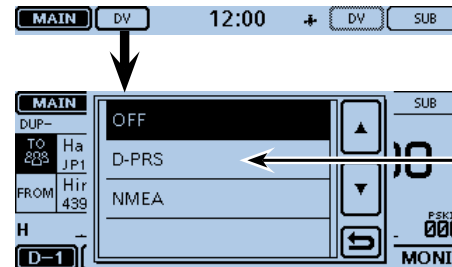 MAIN DV 12:00 DV SUB
MAIN SUB
DUP–
OFF
TO Ha
JP1
D-PRS
FROM Hir
439
NMEA
H
D-1 MONI